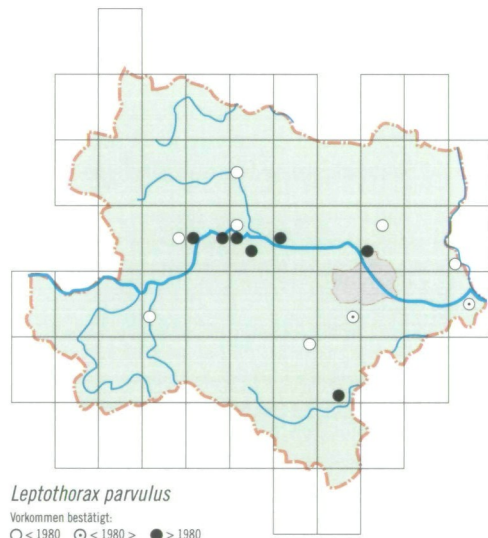 Leptothorax parvulus
Vorkommen bestätigt:
○ < 1980 ⊙ < 1980 > ● > 1980